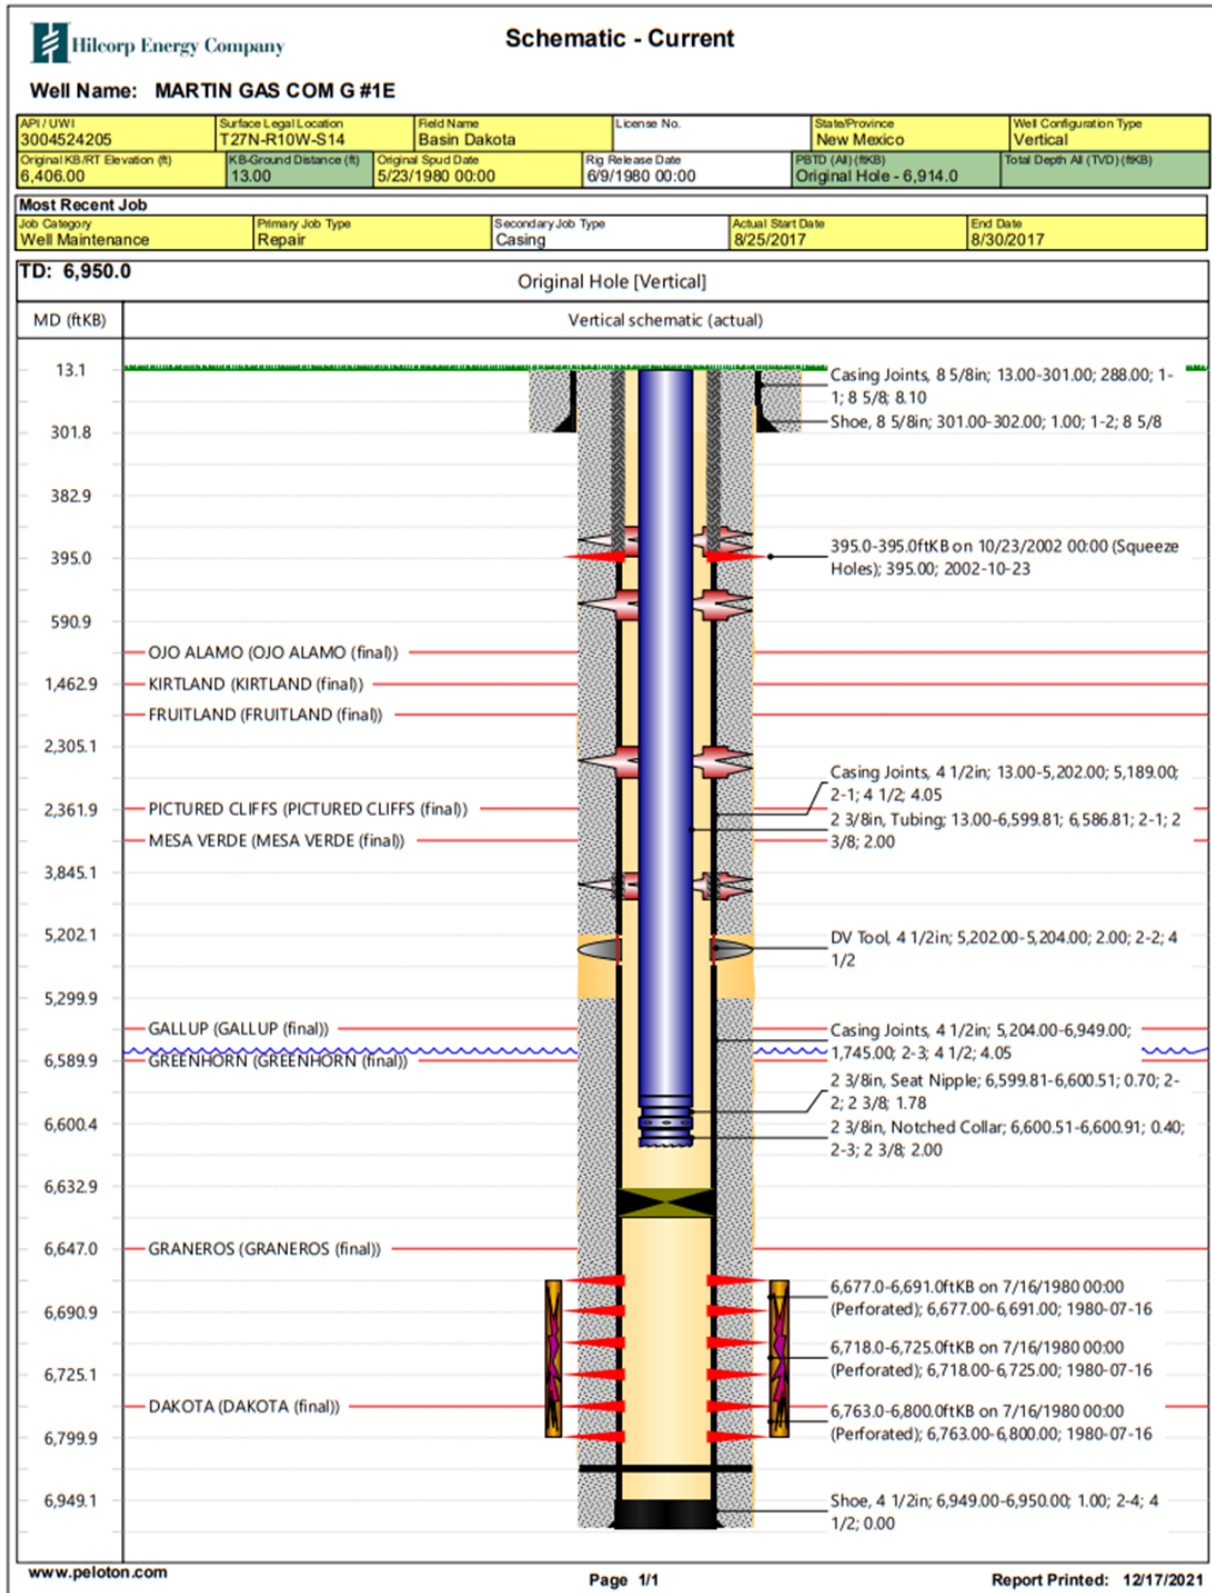 Hilcorp Energy Company
Schematic - Current
Well Name: MARTIN GAS COM G #1E
API / UWI
3004524205
Surface Legal Location
T27N-R10W-S14
Field Name
Basin Dakota
License No.
State/Province
New Mexico
Well Configuration Type
Vertical
Original KB/RT Elevation (ft)
6,406.00
KB-Ground Distance (ft)
13.00
Original Spud Date
5/23/1980 00:00
Rig Release Date
6/9/1980 00:00
PBTD (All) (ftKB)
Original Hole - 6,914.0
Total Depth All (TVD) (ftKB)
Most Recent Job
Job Category
Well Maintenance
Primary Job Type
Repair
Secondary Job Type
Casing
Actual Start Date
8/25/2017
End Date
8/30/2017
TD: 6,950.0
Original Hole [Vertical]
MD (ftKB)
Vertical schematic (actual)
13.1
Casing Joints, 8 5/8in; 13.00-301.00; 288.00; 1-
1; 8 5/8; 8.10
Shoe, 8 5/8in; 301.00-302.00; 1.00; 1-2; 8 5/8
301.8
382.9
395.0
395.0-395.0ftKB on 10/23/2002 00:00 (Squeeze
Holes); 395.00; 2002-10-23
590.9
OJO ALAMO (OJO ALAMO (final))
1,462.9
KIRTLAND (KIRTLAND (final))
FRUITLAND (FRUITLAND (final))
2,305.1
Casing Joints, 4 1/2in; 13.00-5,202.00; 5,189.00;
2-1; 4 1/2; 4.05
2,361.9
PICTURED CLIFFS (PICTURED CLIFFS (final))
2 3/8in, Tubing; 13.00-6,599.81; 6,586.81; 2-1; 2
3/8; 2.00
MESA VERDE (MESA VERDE (final))
3,845.1
5,202.1
DV Tool, 4 1/2in; 5,202.00-5,204.00; 2.00; 2-2; 4
1/2
5,299.9
GALLUP (GALLUP (final))
Casing Joints, 4 1/2in; 5,204.00-6,949.00;
1,745.00; 2-3; 4 1/2; 4.05
6,589.9
GREENHORN (GREENHORN (final))
2 3/8in, Seat Nipple; 6,599.81-6,600.51; 0.70; 2-
2; 2 3/8; 1.78
6,600.4
2 3/8in, Notched Collar; 6,600.51-6,600.91; 0.40;
2-3; 2 3/8; 2.00
6,632.9
6,647.0
GRANEROS (GRANEROS (final))
6,677.0-6,691.0ftKB on 7/16/1980 00:00
(Perforated); 6,677.00-6,691.00; 1980-07-16
6,690.9
6,718.0-6,725.0ftKB on 7/16/1980 00:00
(Perforated); 6,718.00-6,725.00; 1980-07-16
6,725.1
DAKOTA (DAKOTA (final))
6,763.0-6,800.0ftKB on 7/16/1980 00:00
(Perforated); 6,763.00-6,800.00; 1980-07-16
6,799.9
6,949.1
Shoe, 4 1/2in; 6,949.00-6,950.00; 1.00; 2-4; 4
1/2; 0.00
www.peloton.com
Page 1/1
Report Printed: 12/17/2021